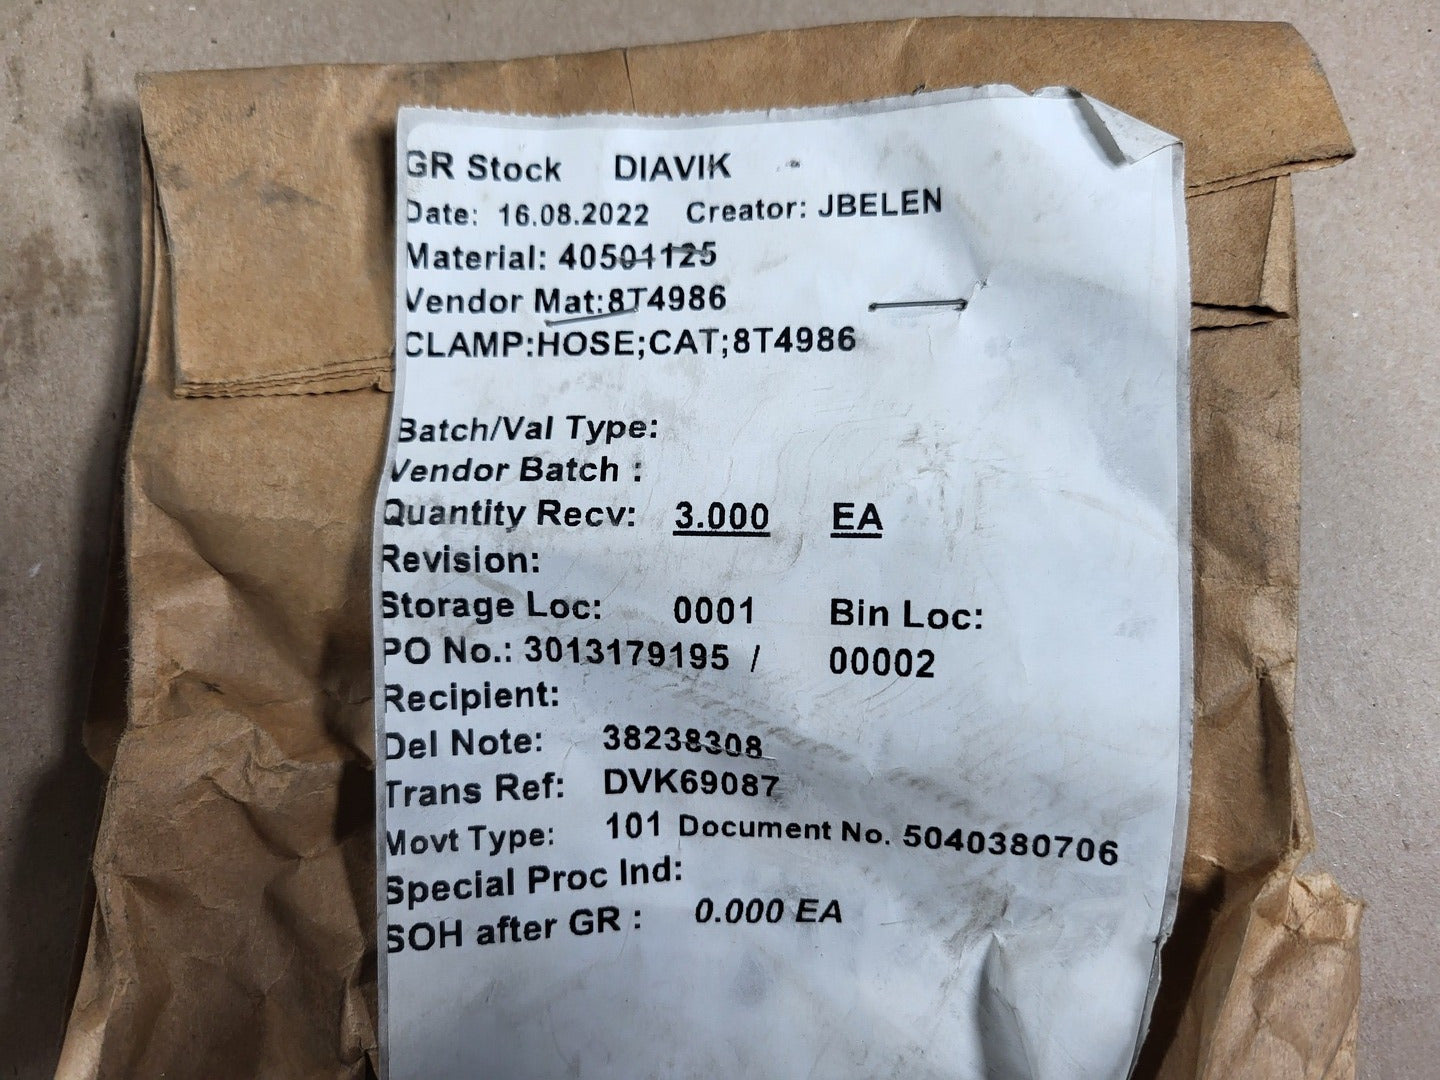 GR Stock DIAVIK
Date: 16.08.2022 Creator: JBELEN
Material: 40501125
Vendor Mat:8T4986
CLAMP:HOSE;CAT;8T4986
Batch/Val Type:
Vendor Batch :
Quantity Recv: 3.000 EA
Revision:
Storage Loc: 0001 Bin Loc:
PO No.: 3013179195 / 00002
Recipient:
Del Note: 38238308
Trans Ref: DVK69087
Movt Type: 101 Document No. 5040380706
Special Proc Ind:
SOH after GR : 0.000 EA